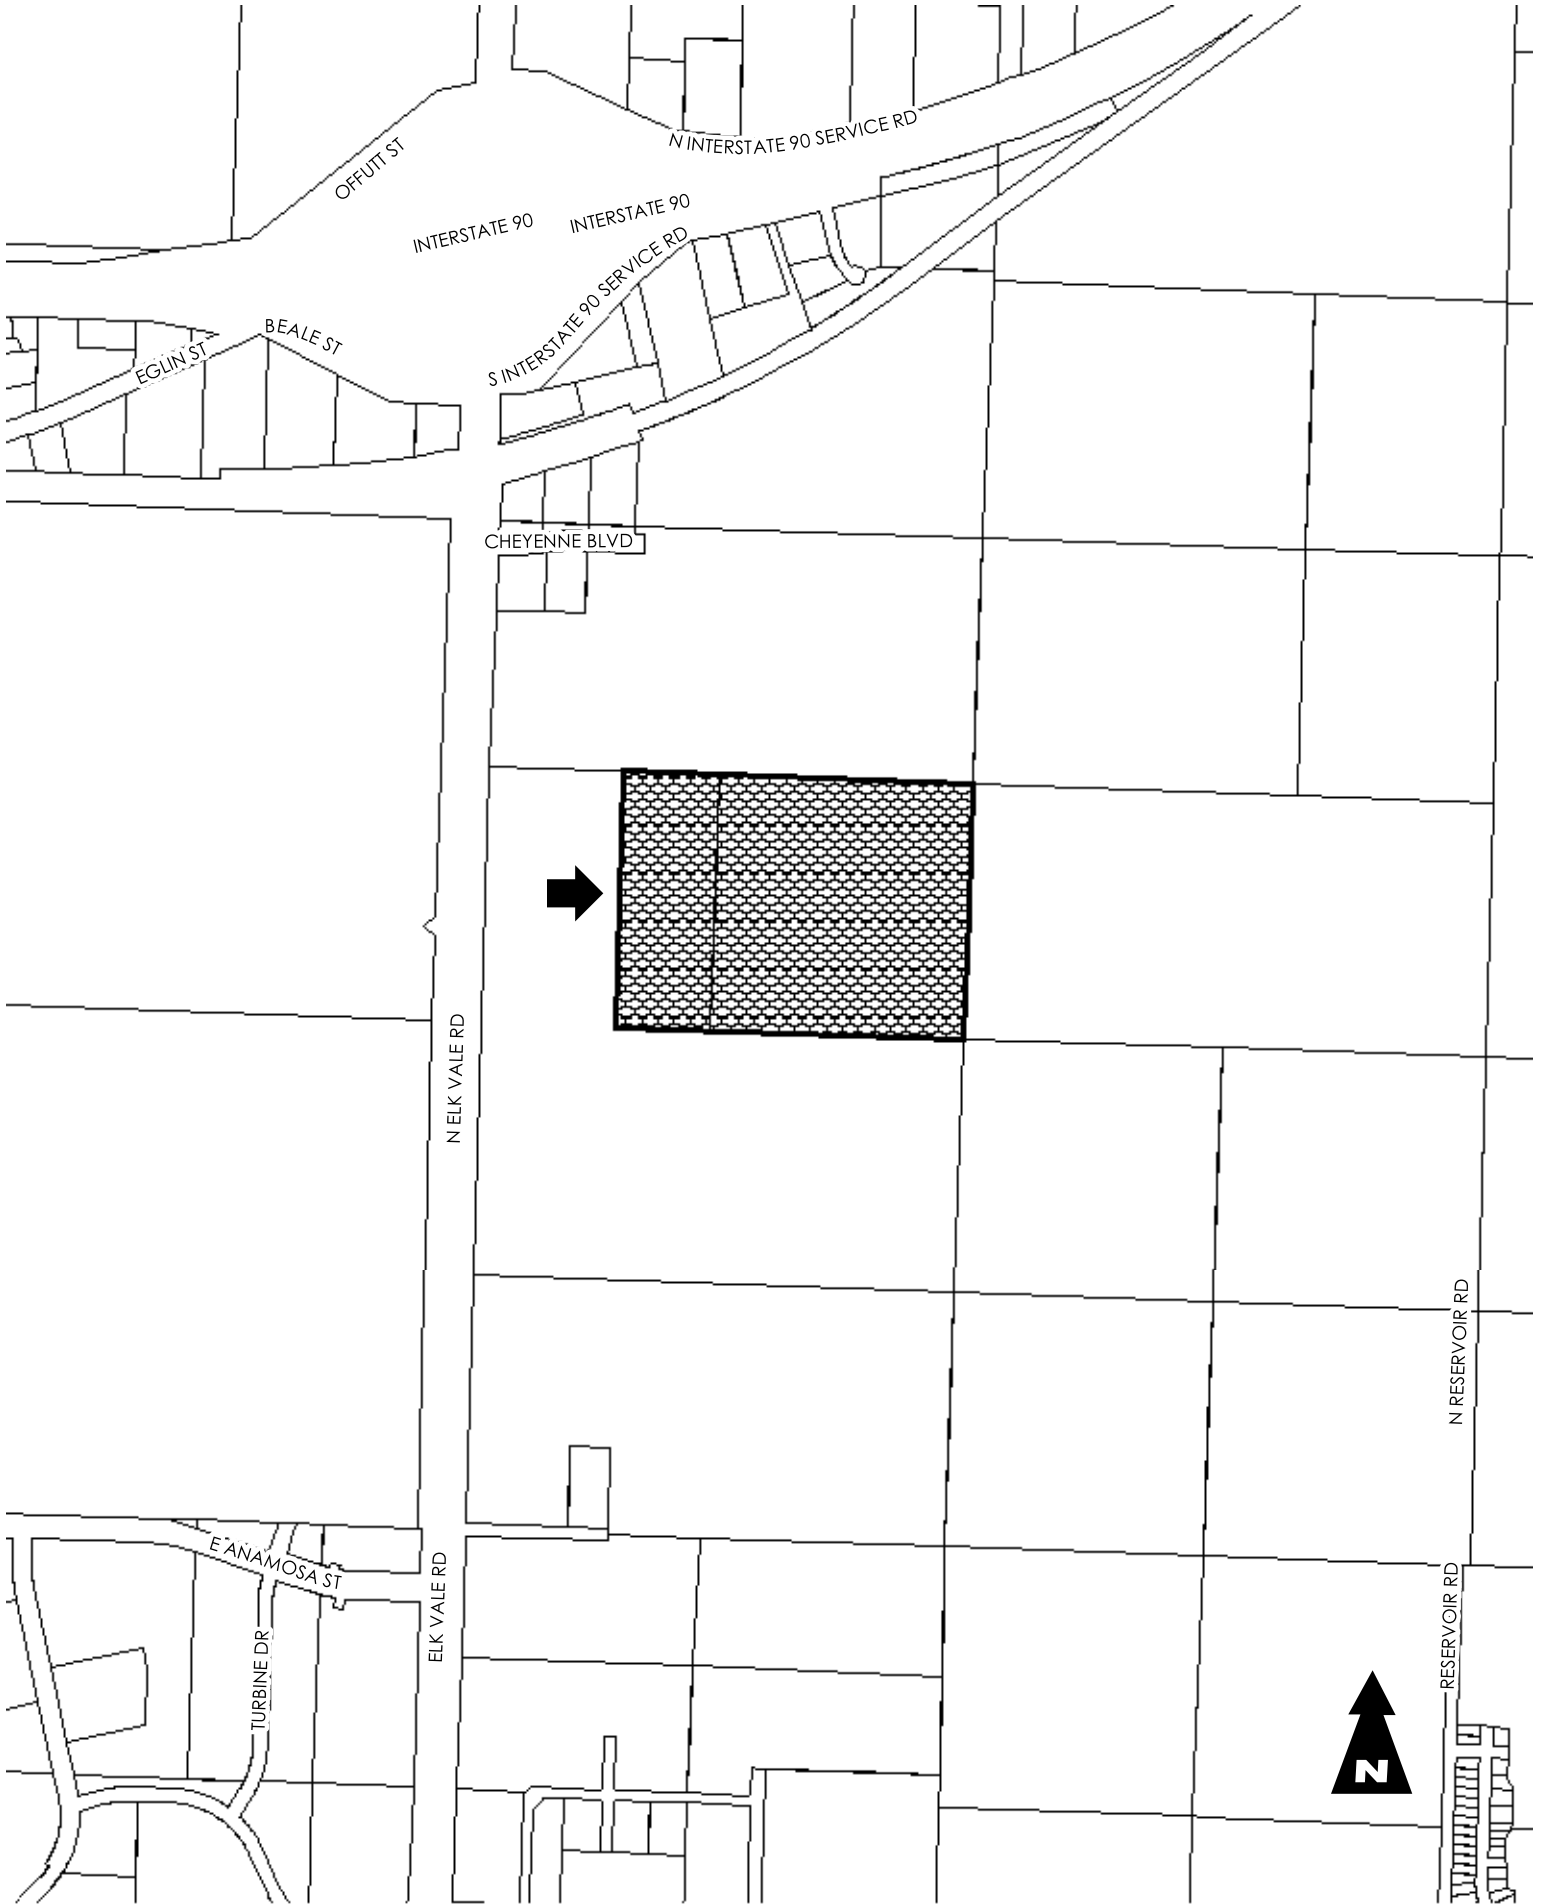 N INTERSTATE 90 SERVICE RD
OFFUTT ST
INTERSTATE 90
INTERSTATE 90
S INTERSTATE 90 SERVICE RD
BEALE ST
EGLIN ST
CHEYENNE BLVD
N ELK VALE RD
N RESERVOIR RD
E ANAMOSA ST
ELK VALE RD
RESERVOIR RD
TURBINE DR
N